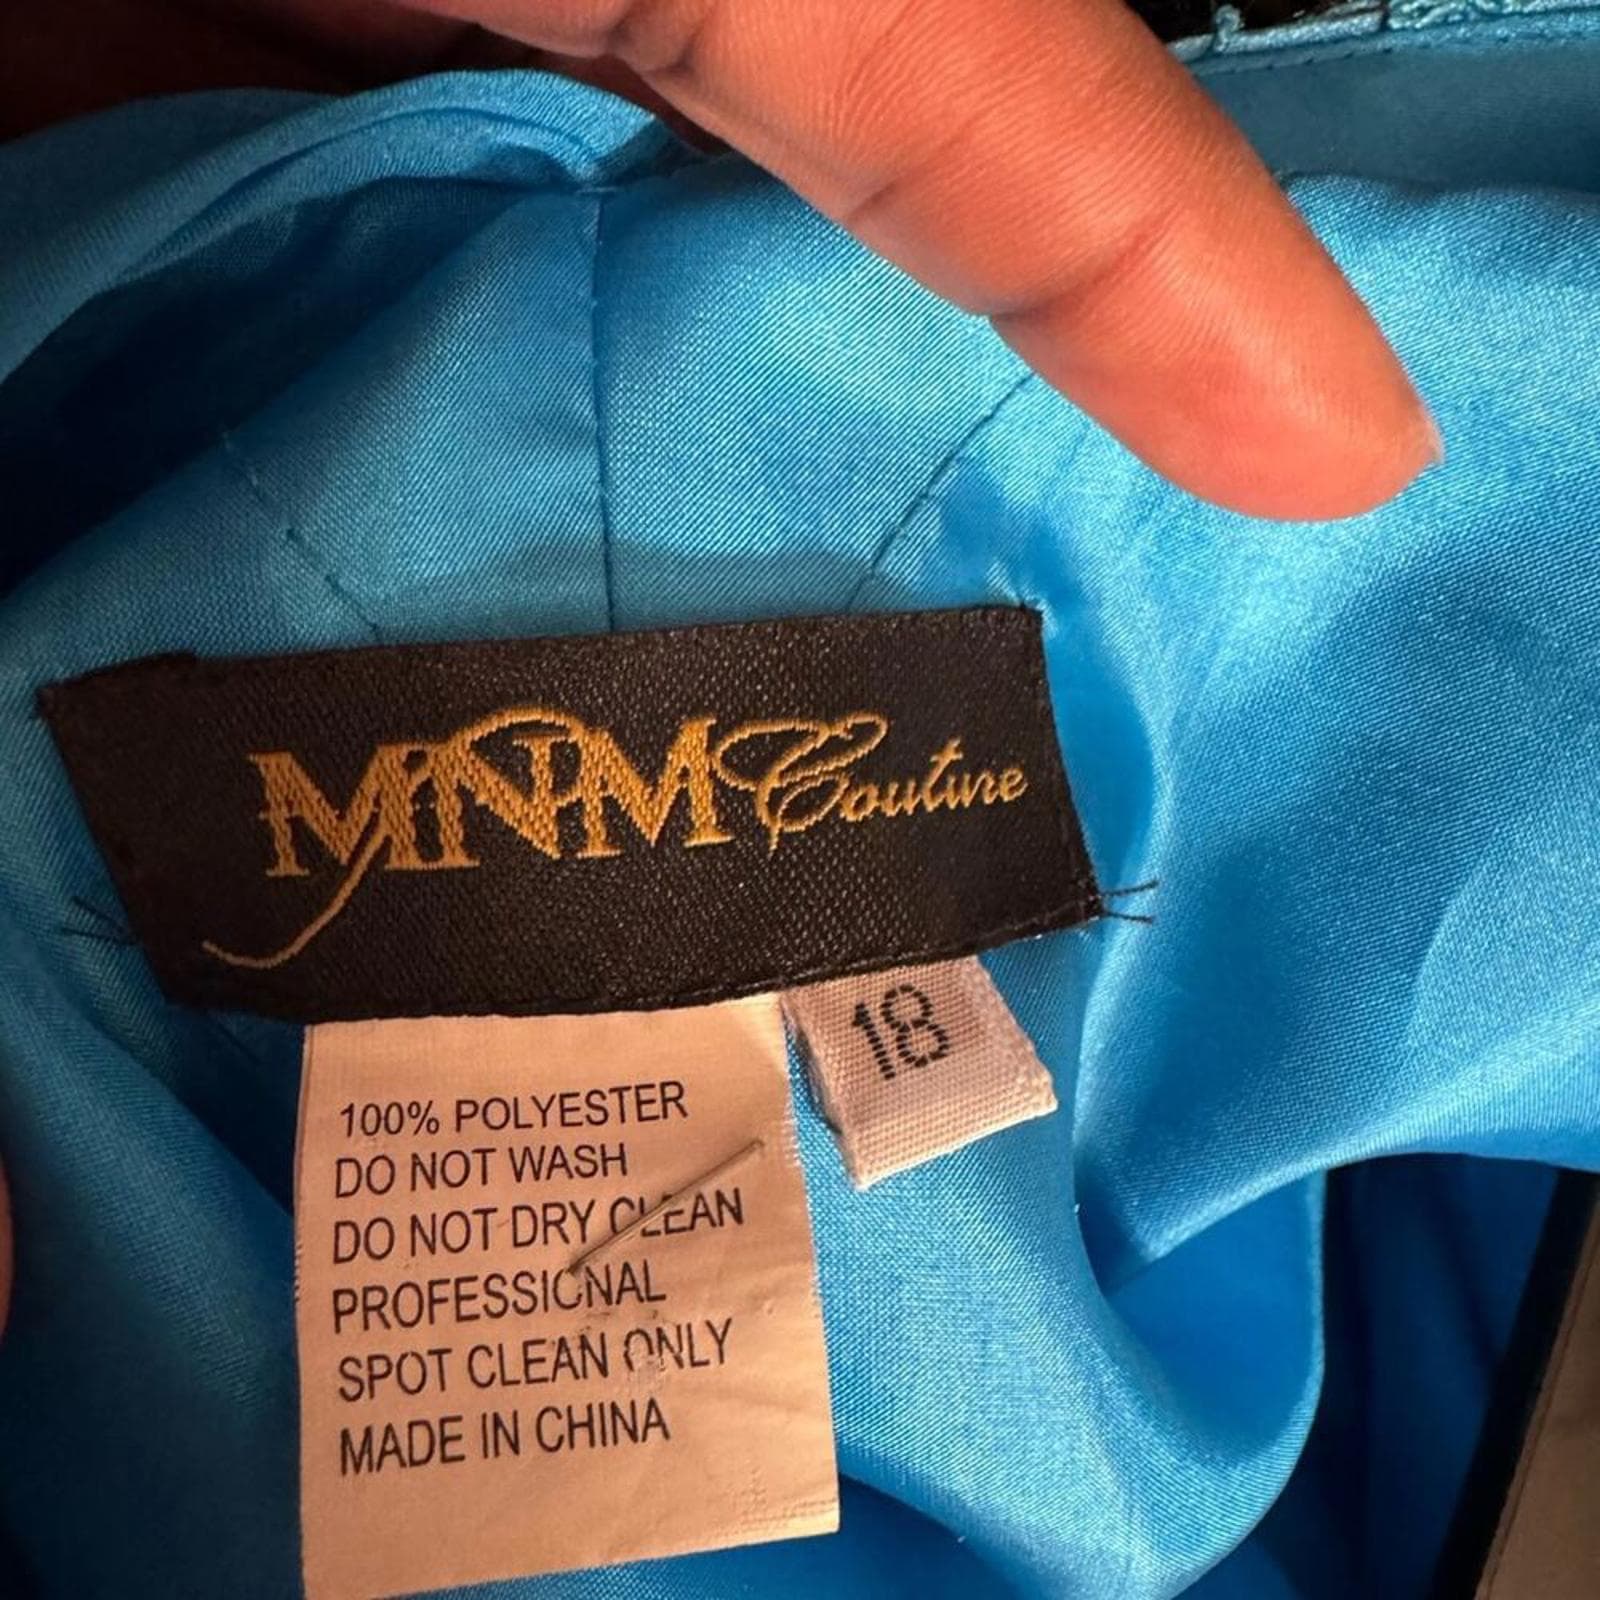 MNM Couture
18
100% POLYESTER
DO NOT WASH
DO NOT DRY CLEAN
PROFESSIONAL
SPOT CLEAN ONLY
MADE IN CHINA